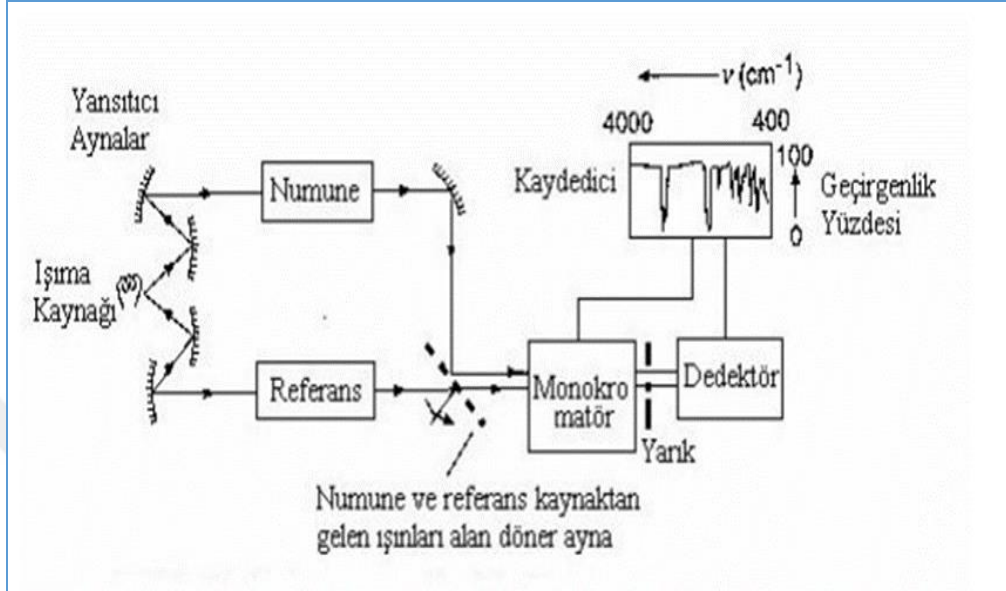 Yansıtıcı
Aynalar
ν (cm-1)
4000
400
Numune
Kaydedici
100
0
Geçirgenlik
Yüzdesi
Işıma
Kaynağı
Referans
Monokro
matör
Dedektör
Yarık
Numune ve referans kaynaktan
gelen ışınları alan döner ayna